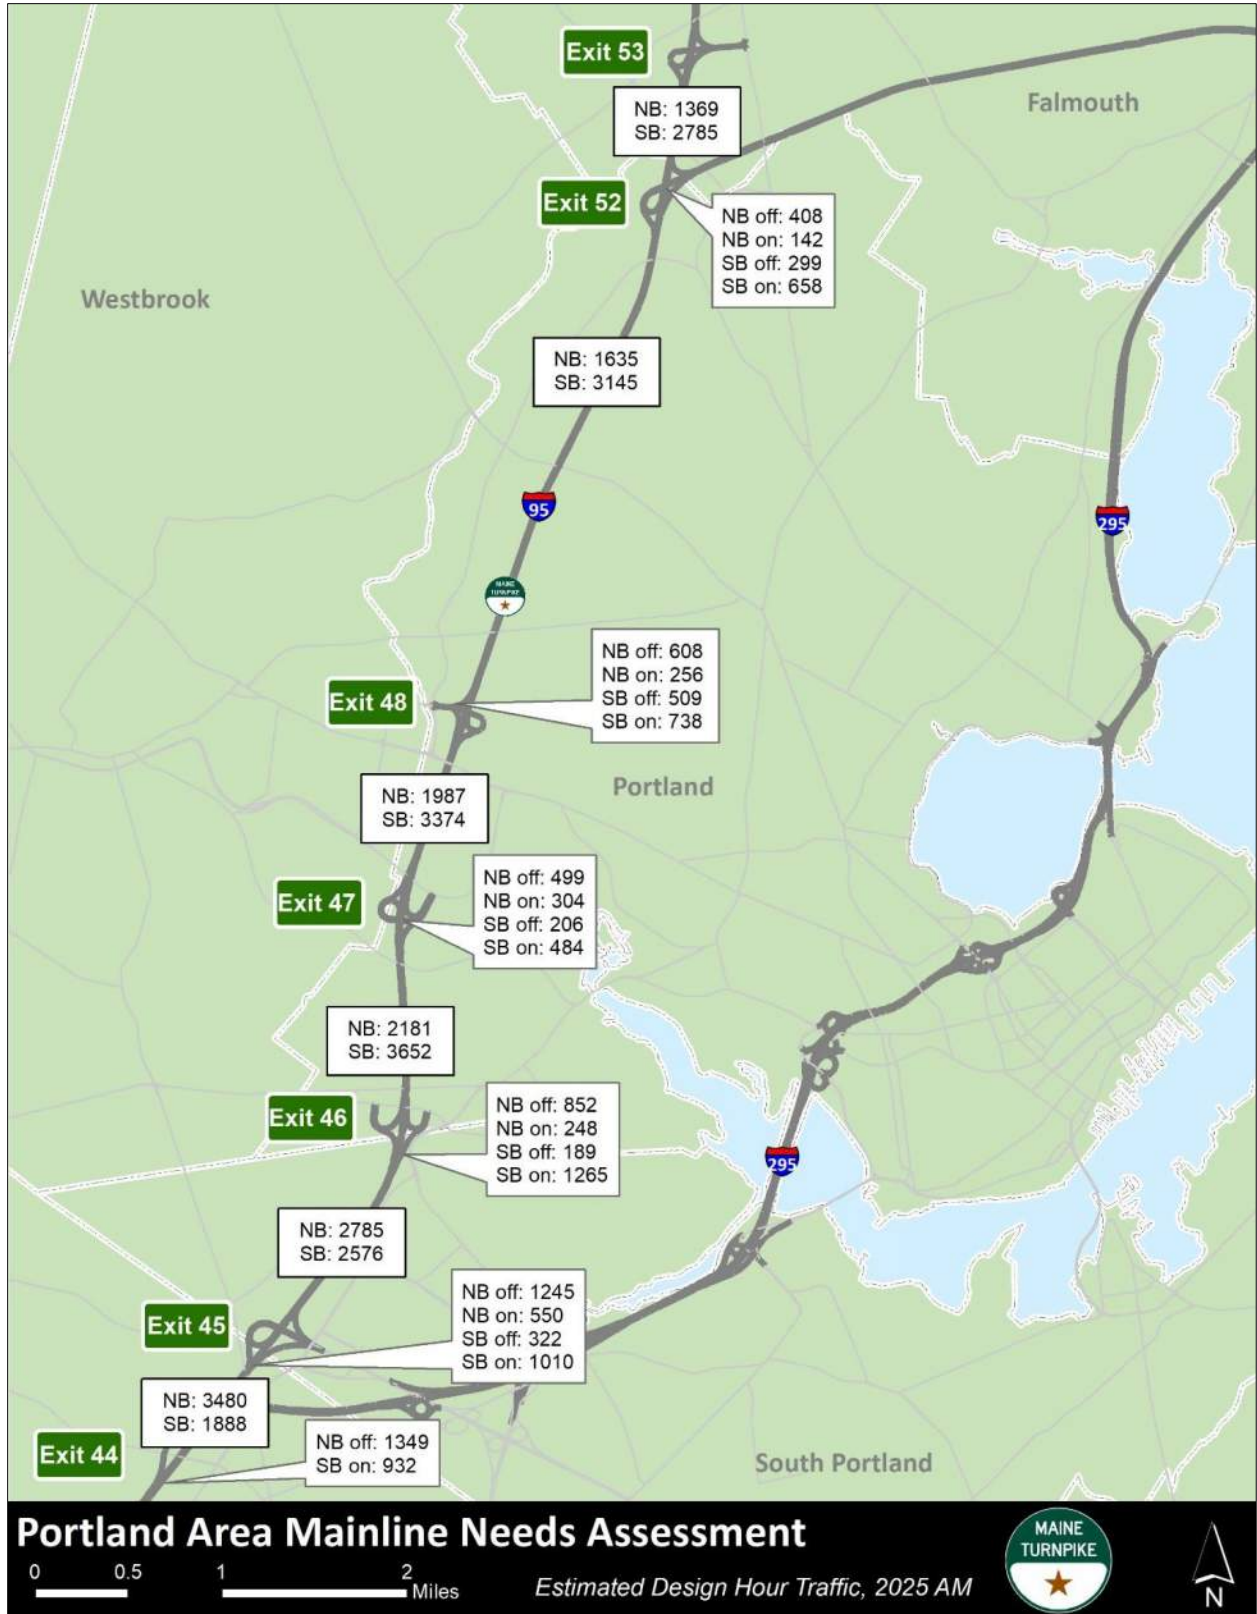 Exit 53
Falmouth
NB: 1369
SB: 2785
Exit 52
NB off: 408
NB on: 142
SB off: 299
SB on: 658
Westbrook
NB: 1635
SB: 3145
95
295
MAINE
TURNPIKE
NB off: 608
NB on: 256
SB off: 509
SB on: 738
Exit 48
Portland
NB: 1987
SB: 3374
NB off: 499
NB on: 304
SB off: 206
SB on: 484
Exit 47
NB: 2181
SB: 3652
Exit 46
NB off: 852
NB on: 248
SB off: 189
SB on: 1265
295
NB: 2785
SB: 2576
NB off: 1245
NB on: 550
SB off: 322
SB on: 1010
Exit 45
NB: 3480
SB: 1888
NB off: 1349
SB on: 932
Exit 44
South Portland
Portland Area Mainline Needs Assessment
0 0.5 1 2
Miles
Estimated Design Hour Traffic, 2025 AM
MAINE
TURNPIKE
N